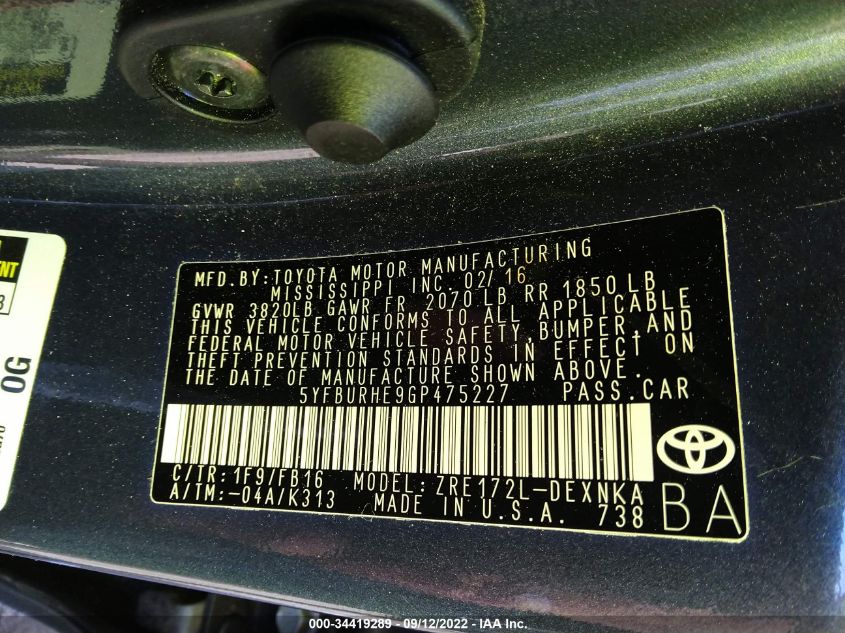 MFD.BY:TOYOTA MOTOR MANUFACTURING
MISSISSIPPI INC. 02/16
GVWR 3820LB GAWR FR 2070 LB RR 1850 LB
THIS VEHICLE CONFORMS TO ALL APPLICABLE
FEDERAL MOTOR VEHICLE SAFETY,BUMPER,AND
THEFT PREVENTION STANDARDS IN EFFECT ON
THE DATE OF MANUFACTURE SHOWN ABOVE.
5YFBURHE9GP475227 PASS.CAR
C/TR:1F9/FB16 MODEL:ZRE172L-DEXNKA
A/TM:-04A/K313 MADE IN U.S.A. 738
BA
OG
000-34419289 - 09/12/2022 - IAA Inc.